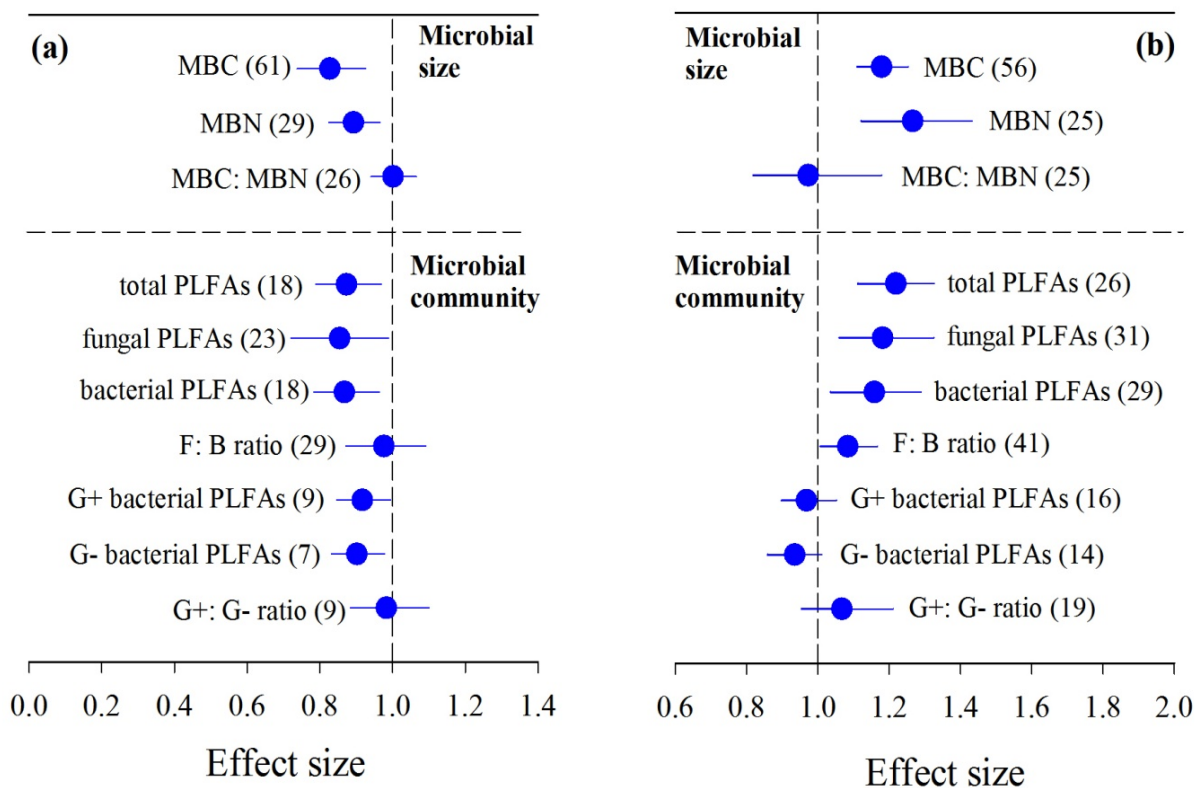 (a)
Microbial
size
MBC (61)
MBN (29)
MBC: MBN (26)
Microbial
community
total PLFAs (18)
fungal PLFAs (23)
bacterial PLFAs (18)
F: B ratio (29)
G+ bacterial PLFAs (9)
G- bacterial PLFAs (7)
G+: G- ratio (9)
0.0 0.2 0.4 0.6 0.8 1.0 1.2 1.4
Effect size
(b)
Microbial
size
MBC (56)
MBN (25)
MBC: MBN (25)
Microbial
community
total PLFAs (26)
fungal PLFAs (31)
bacterial PLFAs (29)
F: B ratio (41)
G+ bacterial PLFAs (16)
G- bacterial PLFAs (14)
G+: G- ratio (19)
0.6 0.8 1.0 1.2 1.4 1.6 1.8 2.0
Effect size